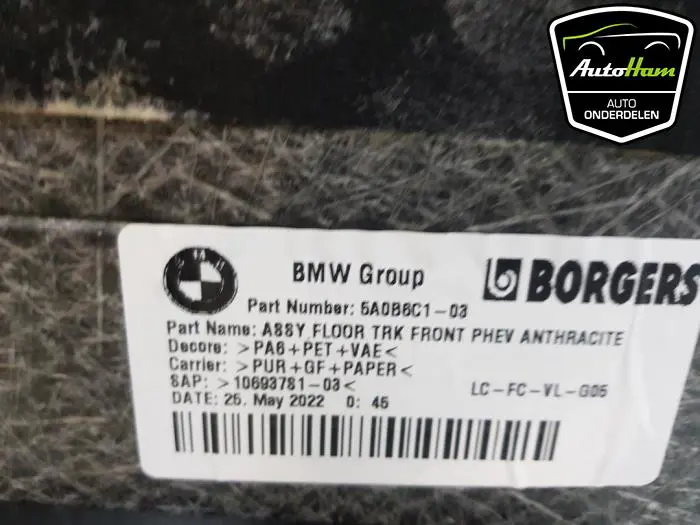 AutoHam
AUTO
ONDERDELEN
BMW
BMW Group
BORGERS
Part Number: 5A0B6C1-03
Part Name: ASSY FLOOR TRK FRONT PHEV ANTHRACITE
Decore: >PA6+PET+VAE<
Carrier: >PUR+GF+PAPER<
SAP: >10693781-03<
LC-FC-VL-G05
DATE: 25. May 2022 0: 45